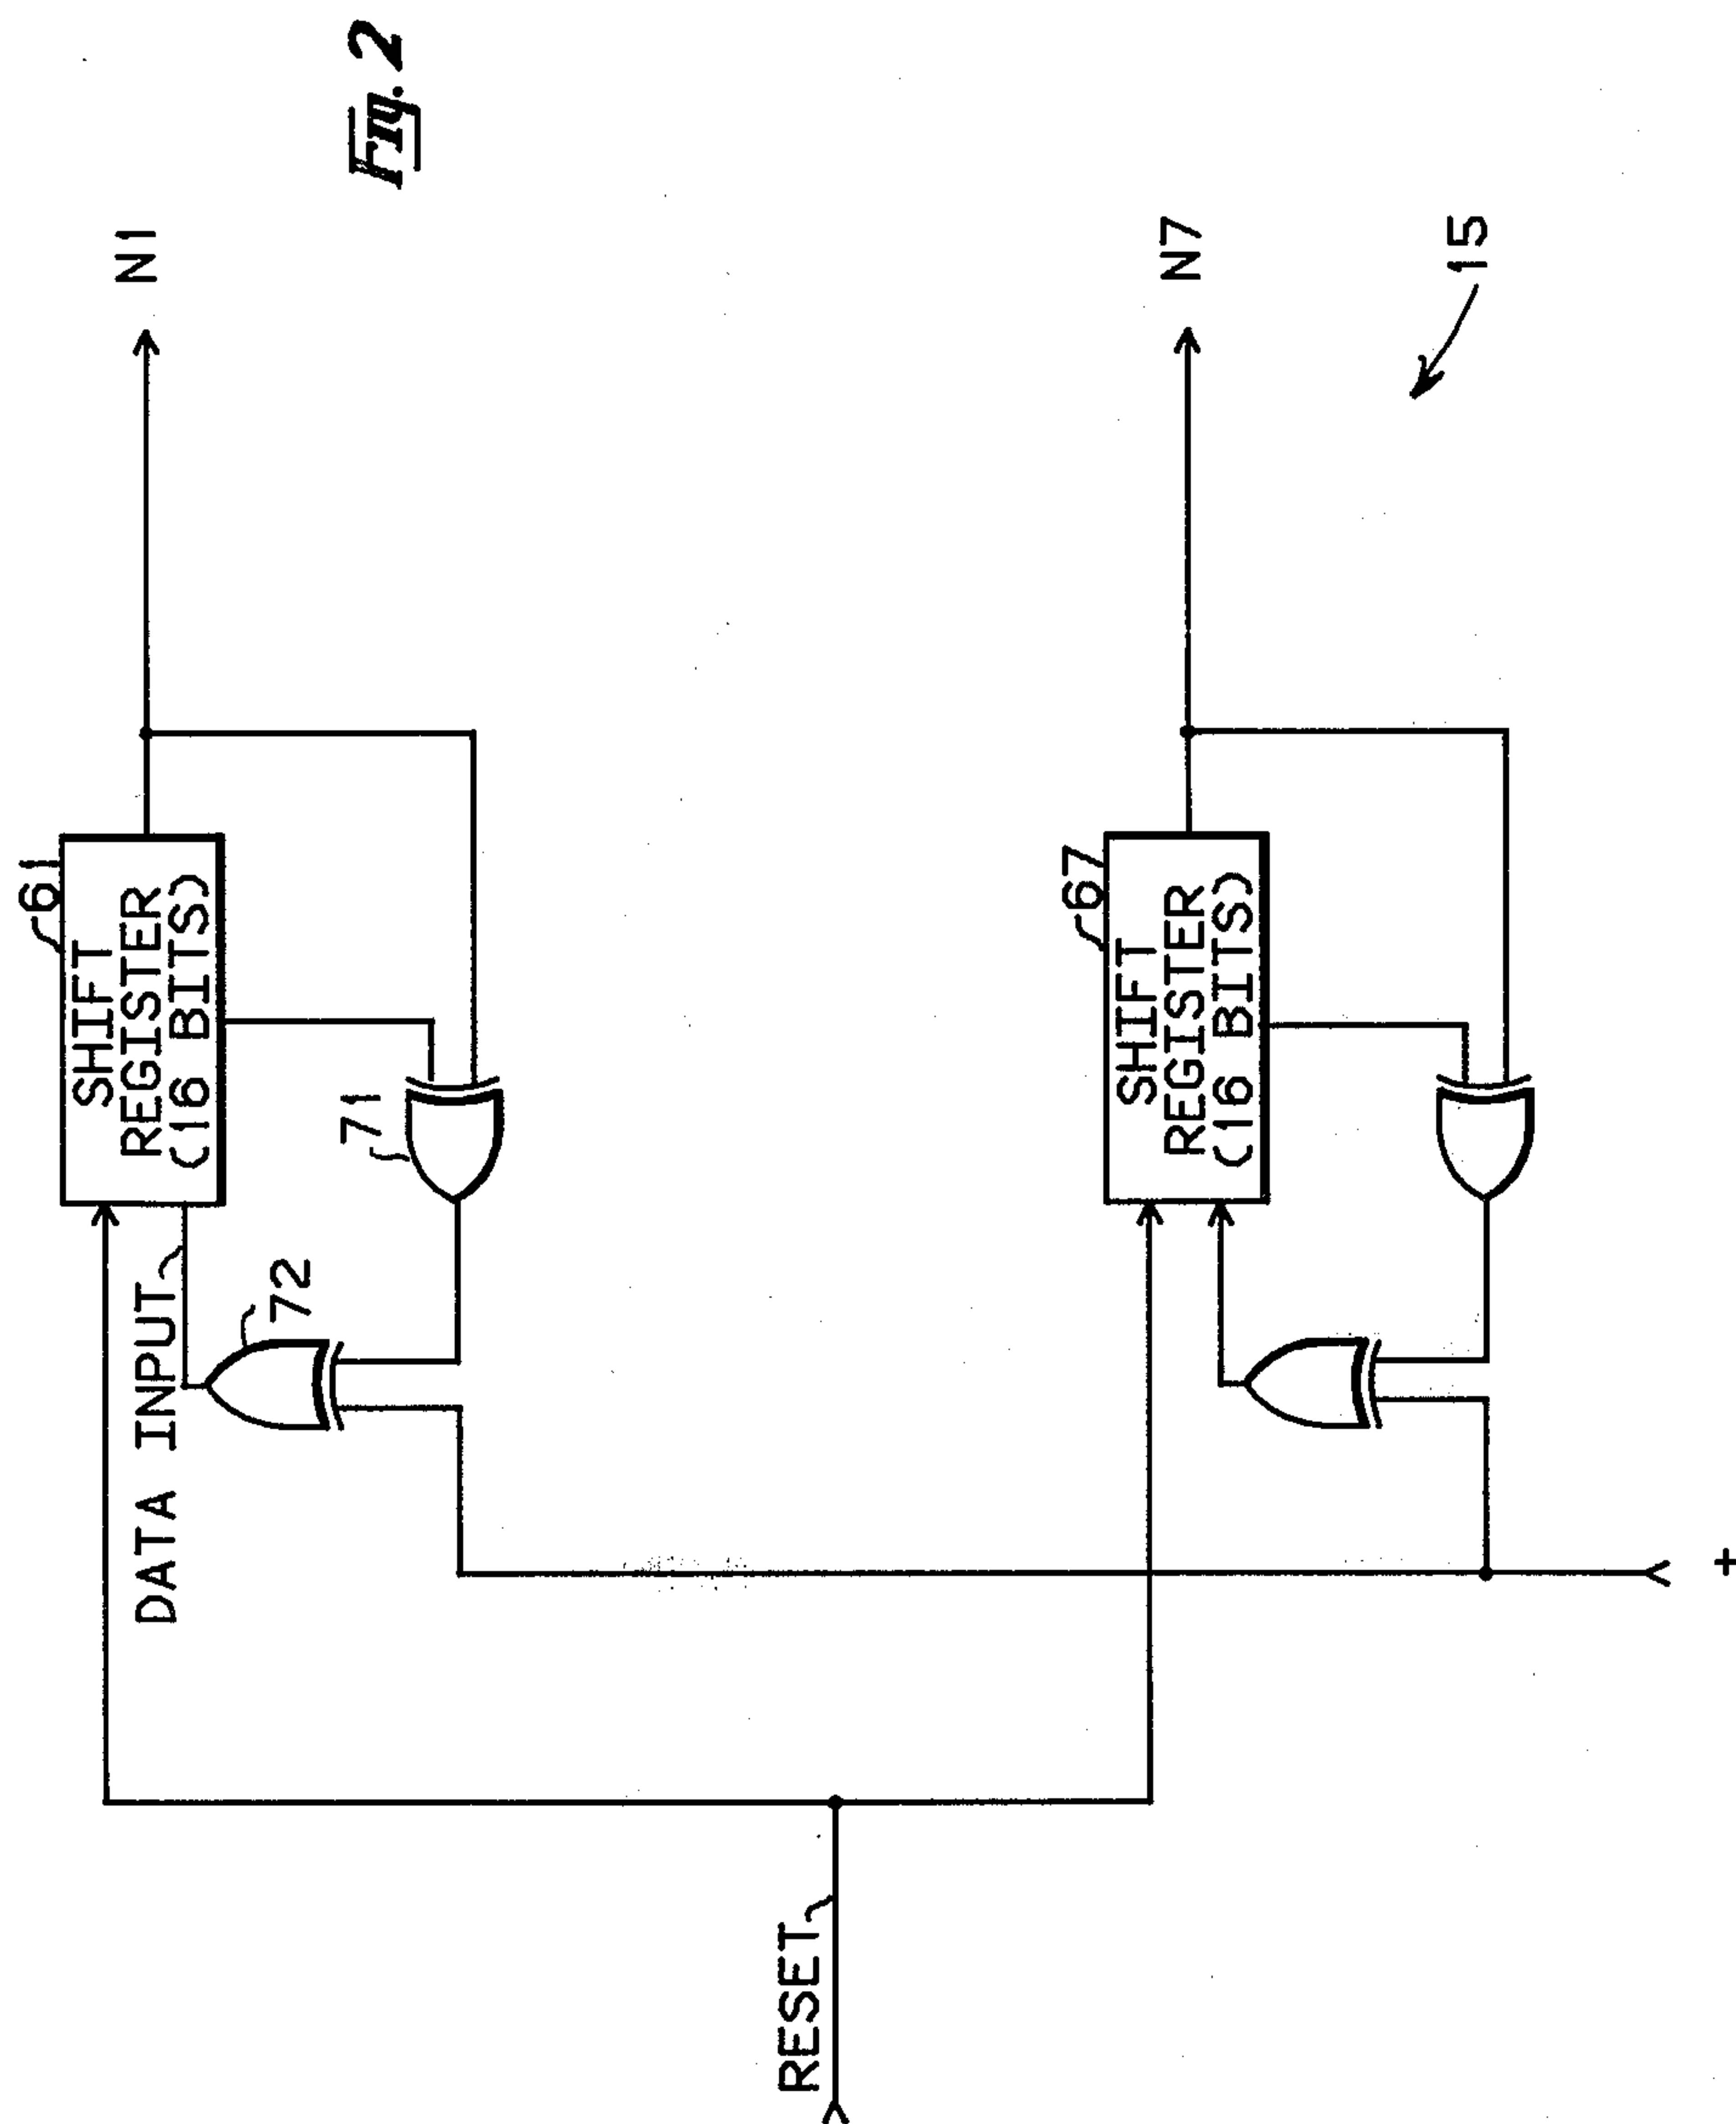 Fig. 2
N1
61
SHIFT
REGISTER
(16 BITS)
71
72
DATA INPUT
RESET
N7
67
SHIFT
REGISTER
(16 BITS)
15
+